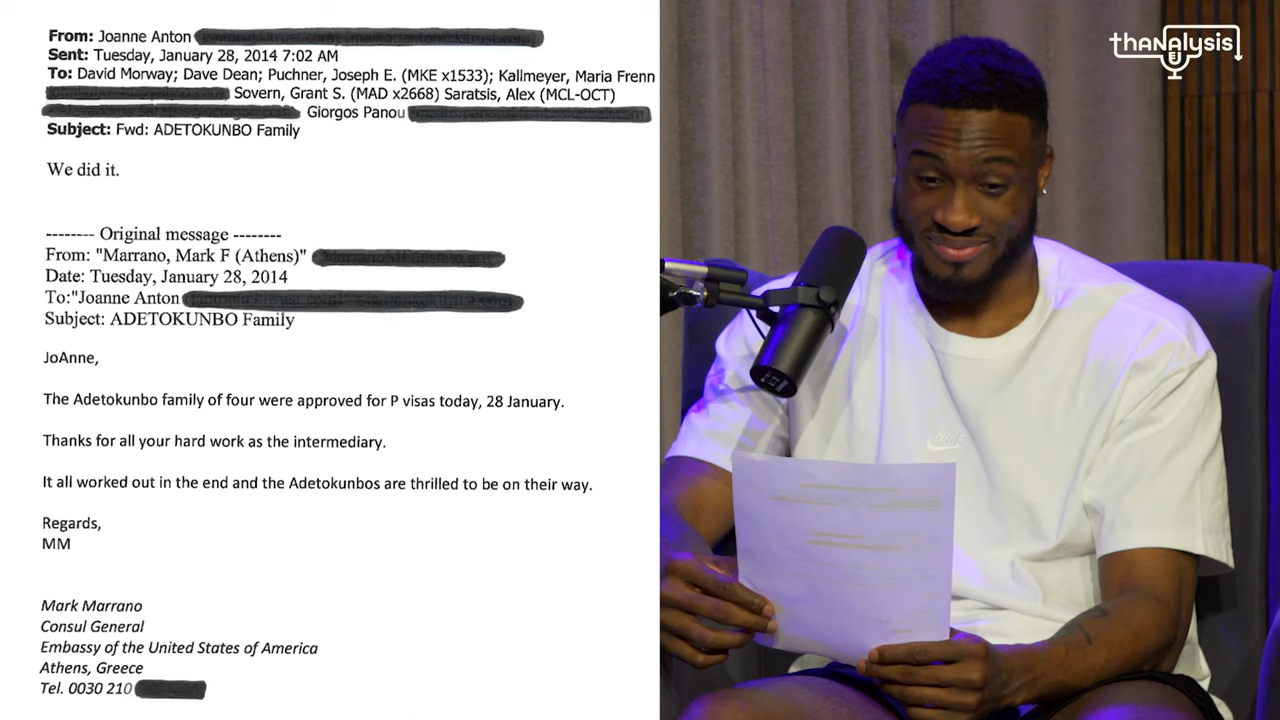 From: Joanne Anton
Sent: Tuesday, January 28, 2014 7:02 AM
To: David Morway; Dave Dean; Puchner, Joseph E. (MKE x1533); Kallmeyer, Maria Frenn
Sovern, Grant S. (MAD x2668) Saratsis, Alex (MCL-OCT)
Giorgos Panou
Subject: Fwd: ADETOKUNBO Family
We did it.
-------- Original message --------
From: "Marrano, Mark F (Athens)"
Date: Tuesday, January 28, 2014
To:"Joanne Anton
Subject: ADETOKUNBO Family
JoAnne,
The Adetokunbo family of four were approved for P visas today, 28 January.
Thanks for all your hard work as the intermediary.
It all worked out in the end and the Adetokunbos are thrilled to be on their way.
Regards,
MM
Mark Marrano
Consul General
Embassy of the United States of America
Athens, Greece
Tel. 0030 210
thANAlysis
NIKE